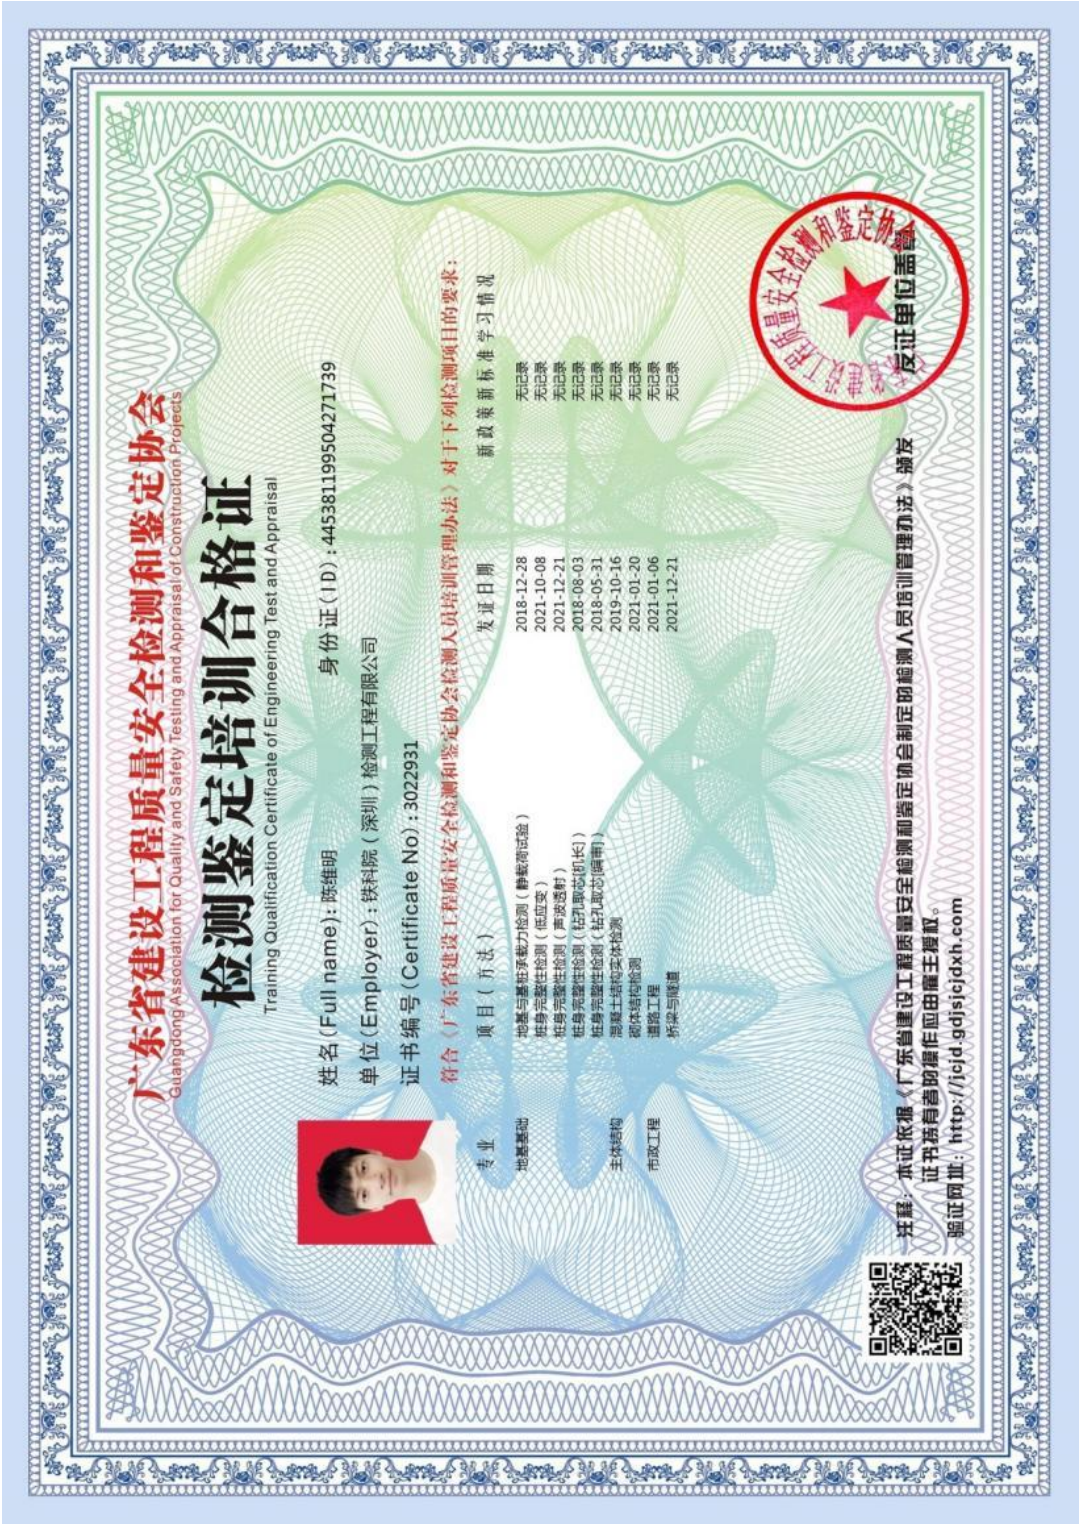 广东省建设工程质量安全检测和鉴定协会
Guangdong Association for Quality and Safety Testing and Appraisal of Construction Projects
检测鉴定培训合格证
Training Qualification Certificate of Engineering Test and Appraisal
姓名(Full name): 陈维明 身份证(ID): 445381199504271739
单位(Employer): 铁科院（深圳）检测工程有限公司
证书编号(Certificate No): 3022931
符合《广东省建设工程质量安全检测和鉴定协会检测人员培训管理办法》对于下列检测项目的要求:
专业 项目(方法) 发证日期 新政策新标准学习情况
地基基础 地基与基桩承载力检测（静载荷试验） 2018-12-28 无记录
桩身完整性检测（低应变） 2021-10-08 无记录
桩身完整性检测（声波透射） 2021-12-21 无记录
桩身完整性检测（钻孔取芯[机长]） 2018-08-03 无记录
桩身完整性检测（钻孔取芯[编审]） 2018-05-31 无记录
主体结构 混凝土结构实体检测 2019-10-16 无记录
砌体结构检测 2021-01-20 无记录
市政工程 道路工程 2021-01-06 无记录
桥梁与隧道 2021-12-21 无记录
广东省建设工程质量安全检测和鉴定协会
发证单位盖章
注释: 本证依据《广东省建设工程质量安全检测和鉴定协会制定的检测人员培训管理办法》颁发
证书持有者的操作应由雇主授权。
验证网址: http://jcjd.gdjsjcjdxh.com